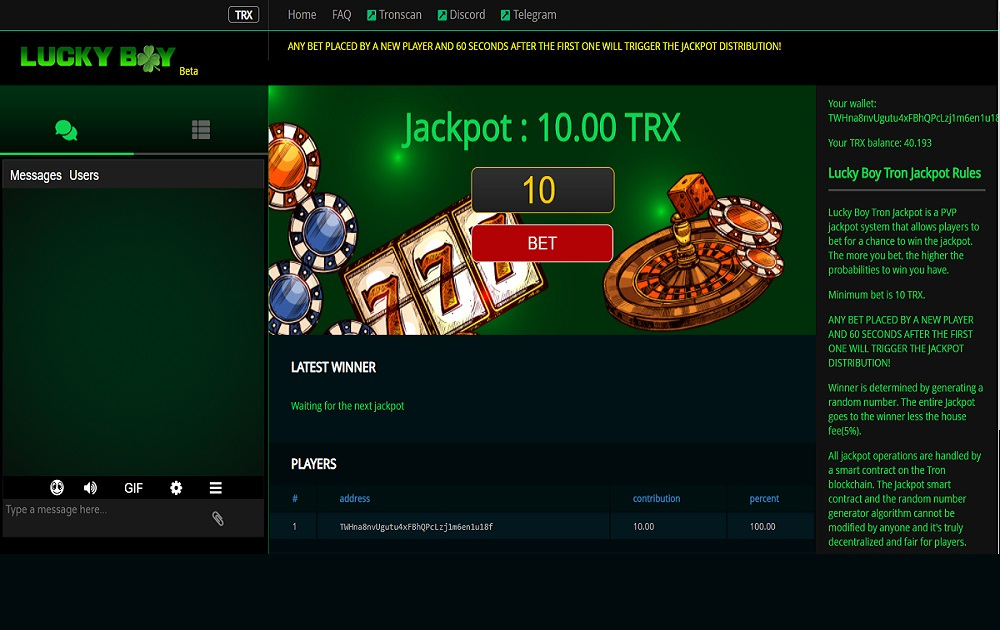 TRX
Home FAQ Tronscan Discord Telegram
LUCKY BOY Beta
ANY BET PLACED BY A NEW PLAYER AND 60 SECONDS AFTER THE FIRST ONE WILL TRIGGER THE JACKPOT DISTRIBUTION!
Messages Users
GIF
Type a message here...
Jackpot : 10.00 TRX
10
BET
7 7 7
LATEST WINNER
Waiting for the next jackpot
PLAYERS
# address contribution percent
1 TWHna8nvUgutu4xFBhQPcLzj1m6en1u18f 10.00 100.00
Your wallet:
TWHna8nvUgutu4xFBhQPcLzj1m6en1u18
Your TRX balance: 40.193
Lucky Boy Tron Jackpot Rules
Lucky Boy Tron Jackpot is a PVP
jackpot system that allows players to
bet for a chance to win the jackpot.
The more you bet, the higher the
probabilities to win you have.
Minimum bet is 10 TRX.
ANY BET PLACED BY A NEW PLAYER
AND 60 SECONDS AFTER THE FIRST
ONE WILL TRIGGER THE JACKPOT
DISTRIBUTION!
Winner is determined by generating a
random number. The entire Jackpot
goes to the winner less the house
fee(5%).
All jackpot operations are handled by
a smart contract on the Tron
blockchain. The Jackpot smart
contract and the random number
generator algorithm cannot be
modified by anyone and it's truly
decentralized and fair for players.